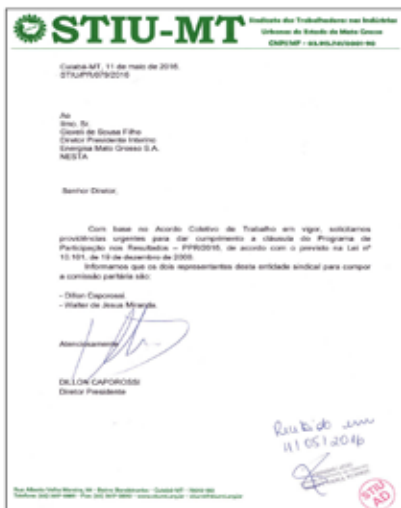 STIU-MT
Sindicato dos Trabalhadores nas Indústrias
Urbanas do Estado de Mato Grosso
Cuiabá-MT, 11 de maio de 2016.
STIU/PR/079/2016
Ao
Ilmo. Sr.
de Sousa Filho
Diretor Presidente Interino
Energisa Mato Grosso S.A.
NESTA
Senhor Diretor,
Com base no Acordo Coletivo de Trabalho em vigor, solicitamos
providências urgentes para dar cumprimento a cláusula do Programa de
Participação nos Resultados – PPR/2016, de acordo com o previsto na Lei nº
10.101, de 19 de dezembro de 2000.
Informamos que os dois representantes desta entidade sindical para compor
a comissão paritária são:
- Dillon Caporossi
- Walter de Jesus Miranda.
Atenciosamente
DILLON CAPOROSSI
Diretor Presidente
Recebido em
11/05/2016
STIU
AD